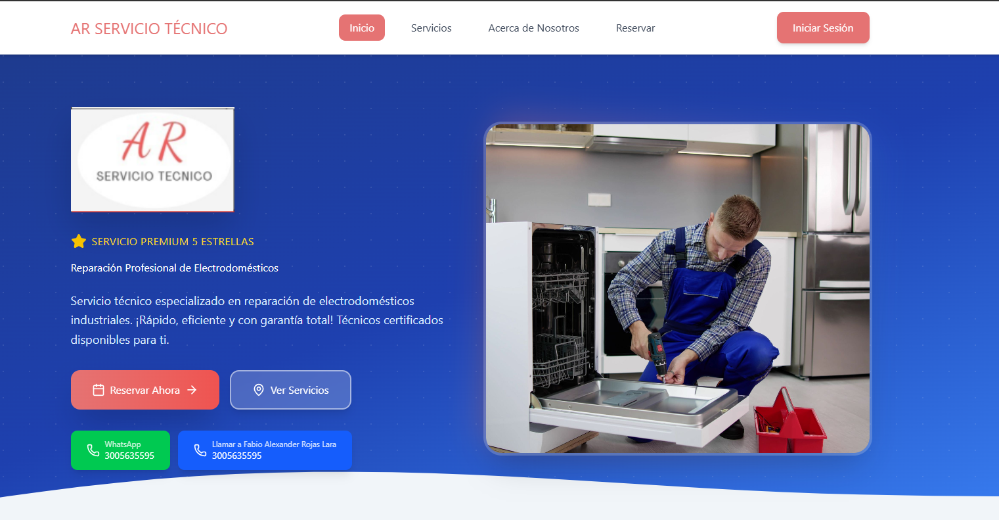 AR SERVICIO TÉCNICO
Inicio
Servicios
Acerca de Nosotros
Reservar
Iniciar Sesión
AR
SERVICIO TECNICO
SERVICIO PREMIUM 5 ESTRELLAS
Reparación Profesional de Electrodomésticos
Servicio técnico especializado en reparación de electrodomésticos
industriales. ¡Rápido, eficiente y con garantía total! Técnicos certificados
disponibles para ti.
Reservar Ahora
Ver Servicios
WhatsApp
3005635595
Llamar a Fabio Alexander Rojas Lara
3005635595